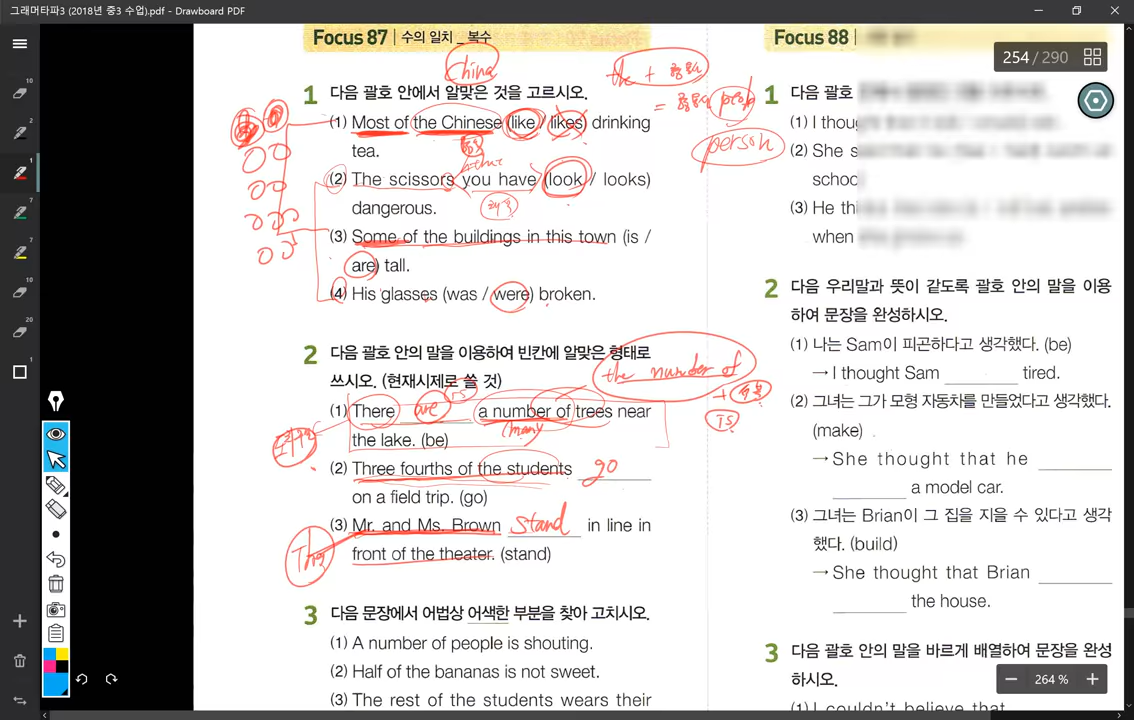 그래머타파3 (2018년 중3 수업).pdf - Drawboard PDF
254 / 290
Focus 87 | 수의 일치 _ 복수
China
the + 형용사
= 형용사 people
person
1 다음 괄호 안에서 알맞은 것을 고르시오.
(1) Most of the Chinese (like / likes) drinking
tea.
(2) The scissors you have (look / looks)
dangerous.
(3) Some of the buildings in this town (is /
are) tall.
(4) His glasses (was / were) broken.
2 다음 괄호 안의 말을 이용하여 빈칸에 알맞은 형태로
쓰시오. (현재시제로 쓸 것)
the number of
(1) There are a number of trees near
many
the lake. (be)
(2) Three fourths of the students go
on a field trip. (go)
(3) Mr. and Ms. Brown stand in line in
front of the theater. (stand)
They
3 다음 문장에서 어법상 어색한 부분을 찾아 고치시오.
(1) A number of people is shouting.
(2) Half of the bananas is not sweet.
(3) The rest of the students wears their
Focus 88 |
1 다음 괄호
(1) I thoug
(2) She s
schoo
(3) He thi
when
2 다음 우리말과 뜻이 같도록 괄호 안의 말을 이용
하여 문장을 완성하시오.
(1) 나는 Sam이 피곤하다고 생각했다. (be)
→ I thought Sam ________ tired.
(2) 그녀는 그가 모형 자동차를 만들었다고 생각했다.
(make)
→ She thought that he ________
________ a model car.
(3) 그녀는 Brian이 그 집을 지을 수 있다고 생각
했다. (build)
→ She thought that Brian ________
________ the house.
3 다음 괄호 안의 말을 바르게 배열하여 문장을 완성
하시오.
(1) I couldn't believe that
264 %